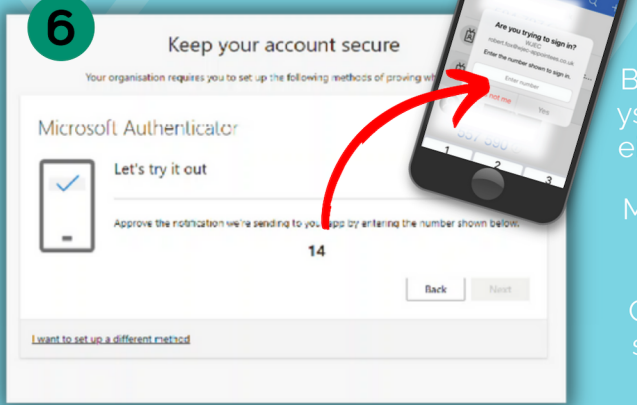 6
Keep your account secure
Your organisation requires you to set up the following methods of proving
Microsoft Authenticator
Let's try it out
Approve the notification we're sending to your app by entering the number shown below.
14
Back
Next
I want to set up a different method
Are you trying to sign in?
WJEC
Enter the number shown to sign in.
Enter number
not me
Yes
1
2
3